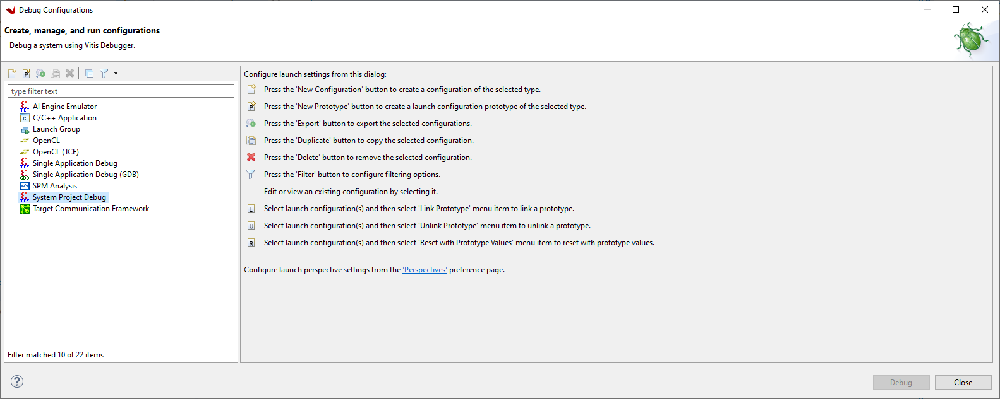 Debug Configurations
Create, manage, and run configurations
Debug a system using Vitis Debugger.
type filter text
AI Engine Emulator
C/C++ Application
Launch Group
OpenCL
OpenCL (TCF)
Single Application Debug
Single Application Debug (GDB)
SPM Analysis
System Project Debug
Target Communication Framework
Filter matched 10 of 22 items
Configure launch settings from this dialog:
- Press the 'New Configuration' button to create a configuration of the selected type.
P - Press the 'New Prototype' button to create a launch configuration prototype of the selected type.
- Press the 'Export' button to export the selected configurations.
- Press the 'Duplicate' button to copy the selected configuration.
- Press the 'Delete' button to remove the selected configuration.
- Press the 'Filter' button to configure filtering options.
- Edit or view an existing configuration by selecting it.
L - Select launch configuration(s) and then select 'Link Prototype' menu item to link a prototype.
U - Select launch configuration(s) and then select 'Unlink Prototype' menu item to unlink a prototype.
R - Select launch configuration(s) and then select 'Reset with Prototype Values' menu item to reset with prototype values.
Configure launch perspective settings from the 'Perspectives' preference page.
Debug
Close